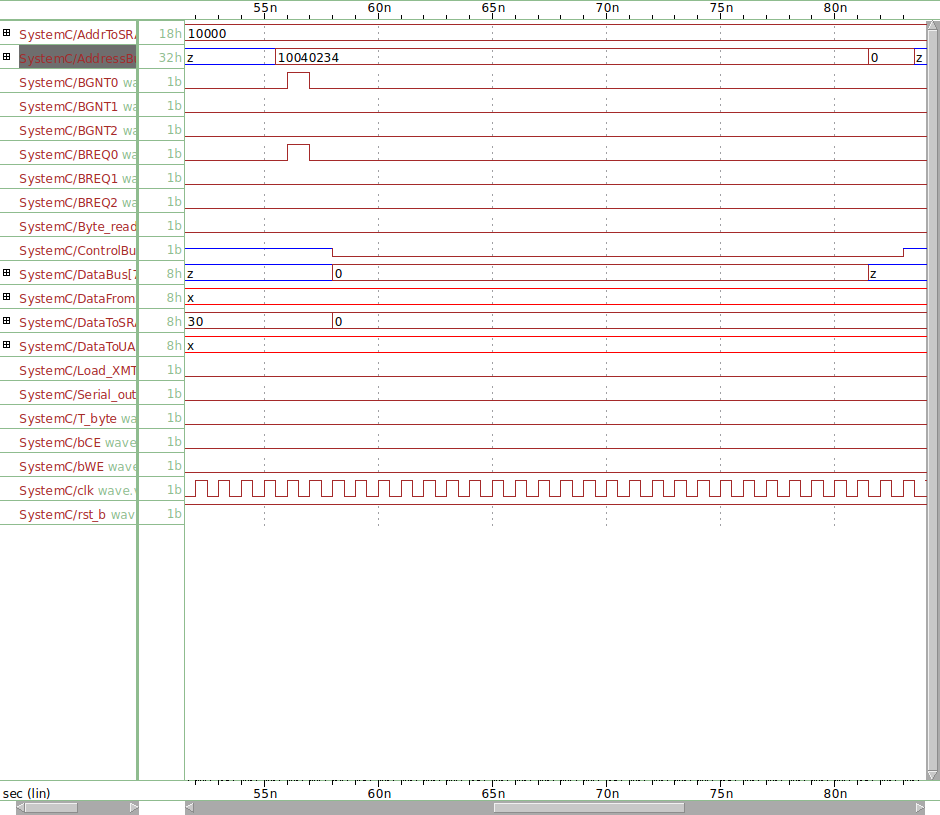 55n 60n 65n 70n 75n 80n
SystemC/AddrToSRA 18h 10000
SystemC/AddressB 32h z 10040234 0 z
SystemC/BGNT0 wa 1b
SystemC/BGNT1 wa 1b
SystemC/BGNT2 wa 1b
SystemC/BREQ0 wa 1b
SystemC/BREQ1 wa 1b
SystemC/BREQ2 wa 1b
SystemC/Byte_read 1b
SystemC/ControlBu 1b
SystemC/DataBus[7 8h z 0 z
SystemC/DataFrom 8h x
SystemC/DataToSRA 8h 30 0
SystemC/DataToUA 8h x
SystemC/Load_XMT 1b
SystemC/Serial_out 1b
SystemC/T_byte wa 1b
SystemC/bCE wave 1b
SystemC/bWE wave 1b
SystemC/clk wave.v 1b
SystemC/rst_b wav 1b
sec (lin) 55n 60n 65n 70n 75n 80n